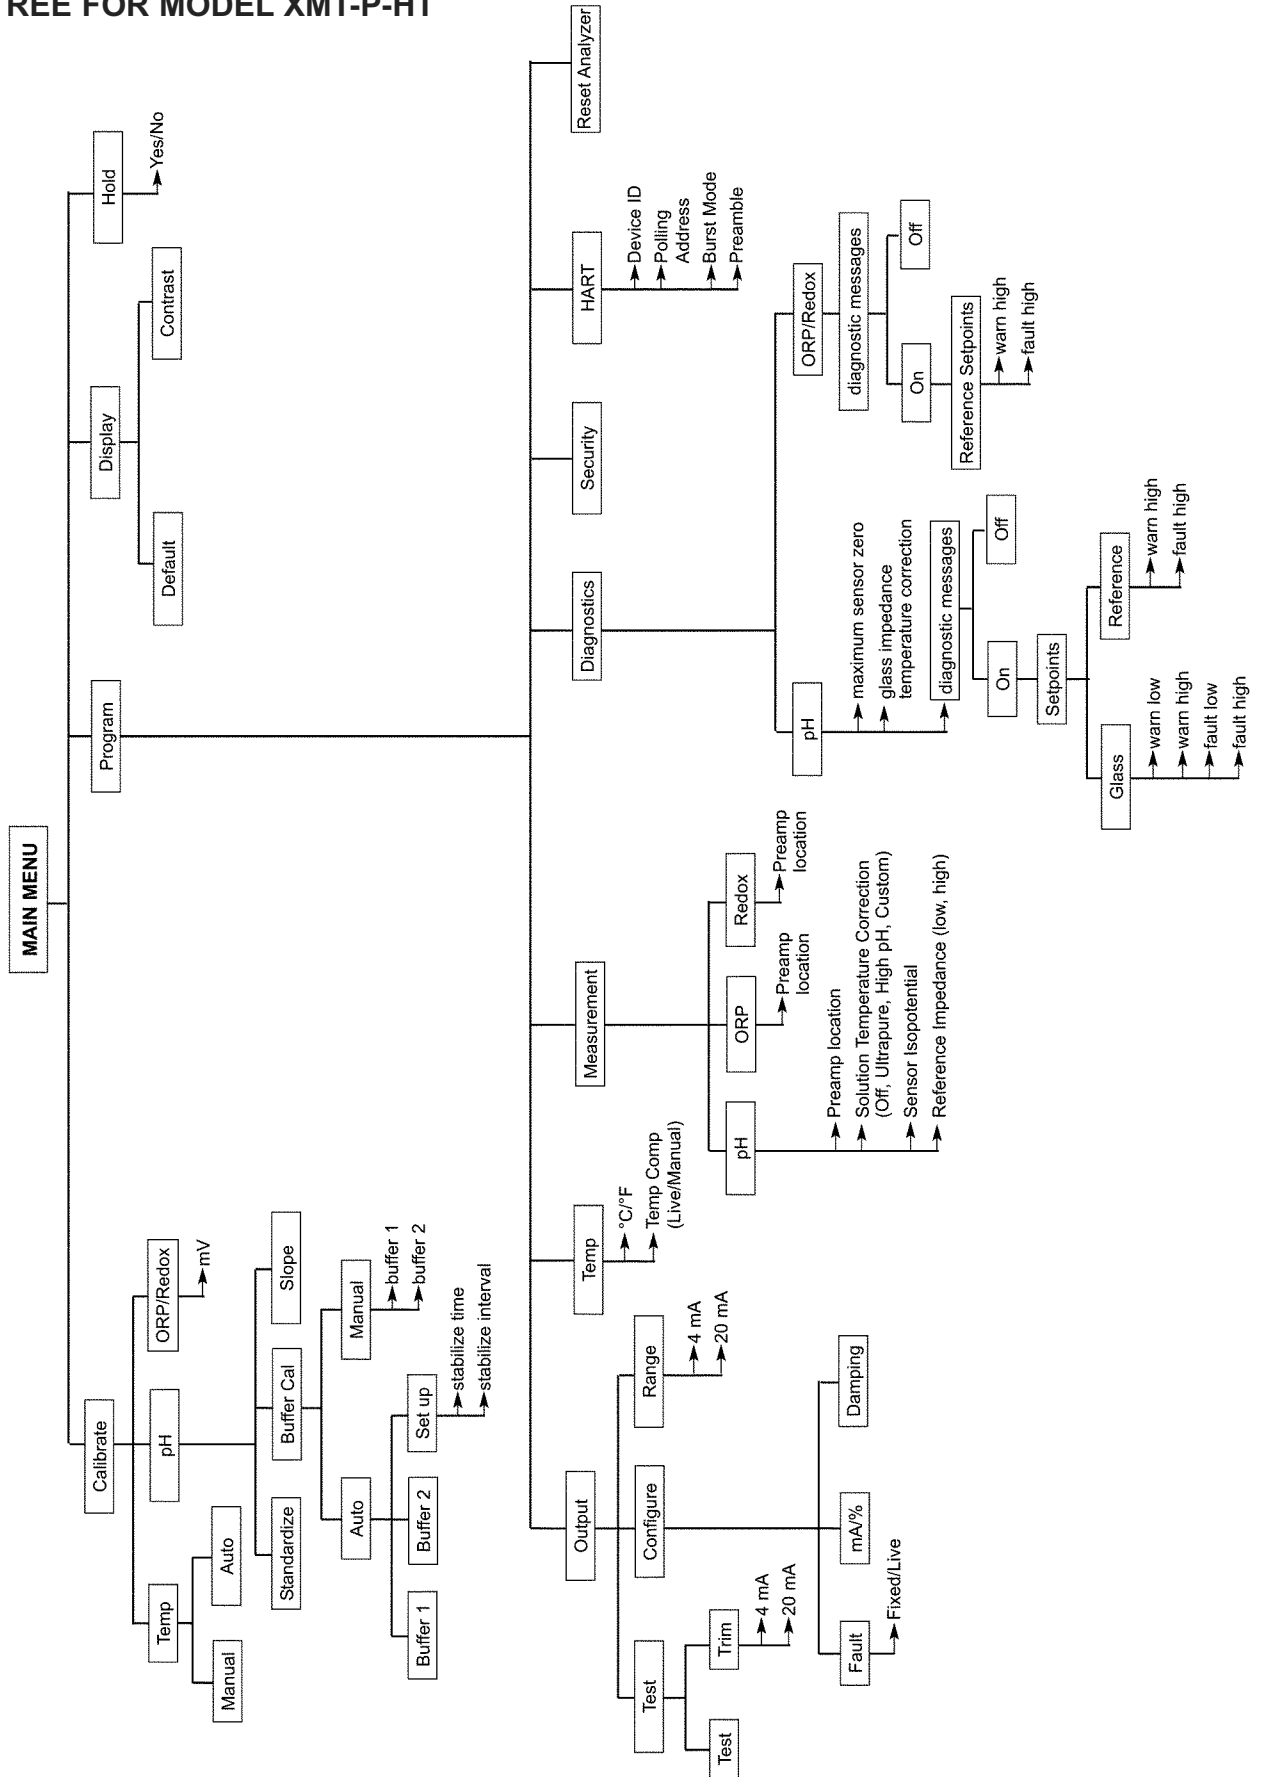 REE FOR MODEL XMT-P-HT
MAIN MENU
Calibrate
Program
Display
Hold
Yes/No
Default
Contrast
Temp
pH
ORP/Redox
mV
Manual
Auto
Standardize
Buffer Cal
Slope
Auto
Manual
buffer 1
buffer 2
Buffer 1
Buffer 2
Set up
stabilize time
stabilize interval
Output
Temp
Measurement
Diagnostics
Security
HART
Reset Analyzer
Device ID
Polling
Address
Burst Mode
Preamble
°C/°F
Temp Comp
(Live/Manual)
Test
Configure
Range
4 mA
20 mA
Test
Trim
4 mA
20 mA
Fault
mA/%
Damping
Fixed/Live
pH
ORP
Redox
Preamp
location
Preamp
location
Preamp location
Solution Temperature Correction
(Off, Ultrapure, High pH, Custom)
Sensor Isopotential
Reference Impedance (low, high)
pH
ORP/Redox
maximum sensor zero
glass impedance
temperature correction
diagnostic messages
On
Off
Setpoints
Glass
Reference
warn low
warn high
fault low
fault high
warn high
fault high
diagnostic messages
On
Off
Reference Setpoints
warn high
fault high